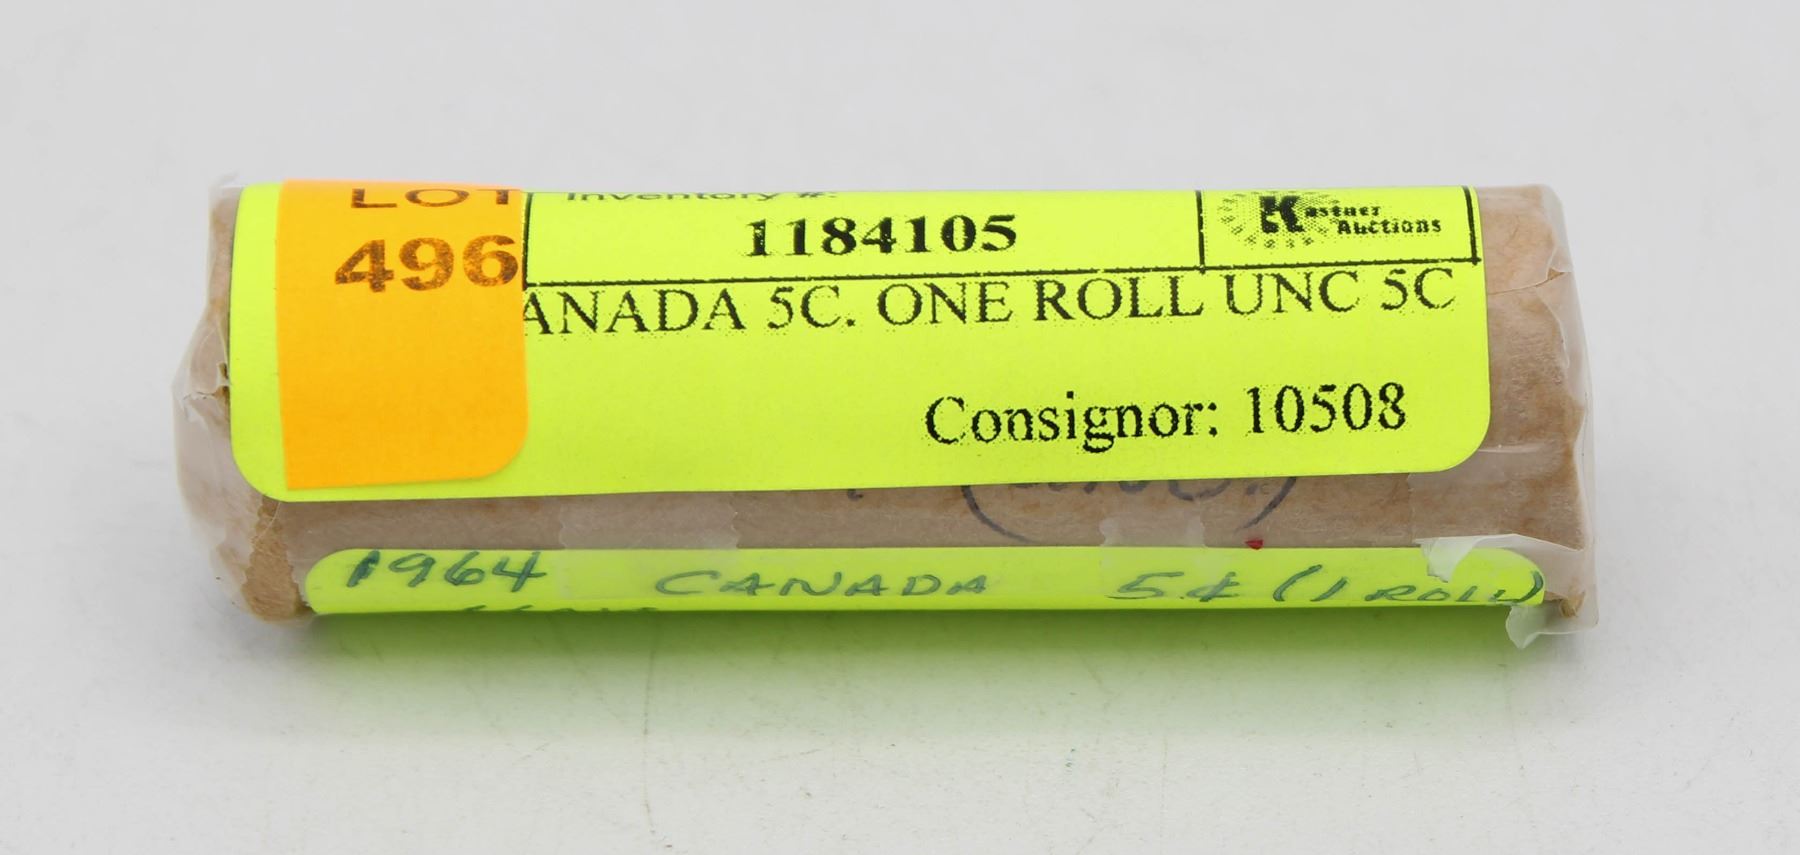 LOT
496
Inventory #:
1184105
Kastner
Auctions
ANADA 5C. ONE ROLL UNC 5C
Consignor: 10508
1964 CANADA 5¢ (1 ROLL)